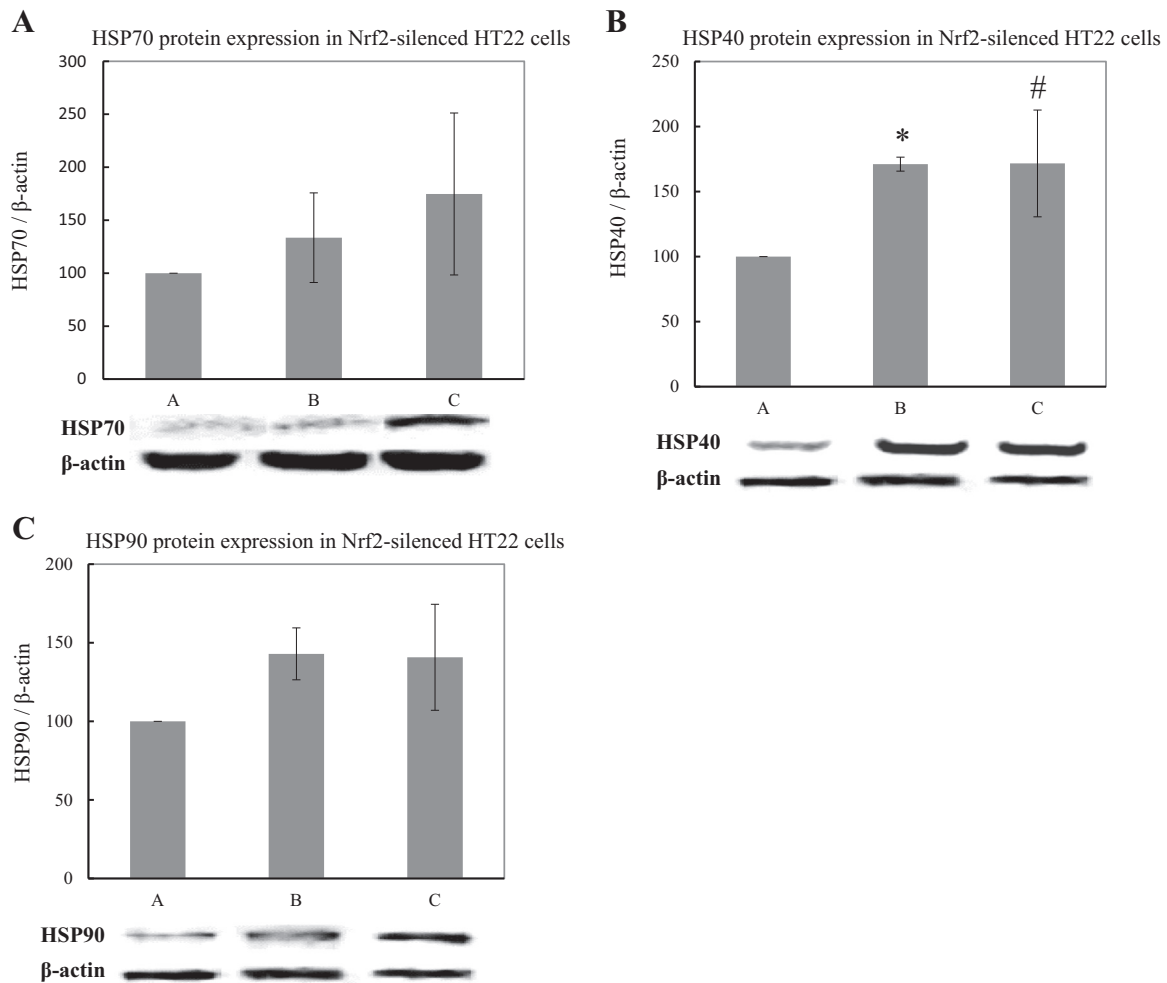 A
HSP70 protein expression in Nrf2-silenced HT22 cells
HSP70 / β-actin
300
250
200
150
100
50
0
A B C
HSP70
β-actin
B
HSP40 protein expression in Nrf2-silenced HT22 cells
HSP40 / β-actin
250
200
150
100
50
0
* #
A B C
HSP40
β-actin
C
HSP90 protein expression in Nrf2-silenced HT22 cells
HSP90 / β-actin
200
150
100
50
0
A B C
HSP90
β-actin